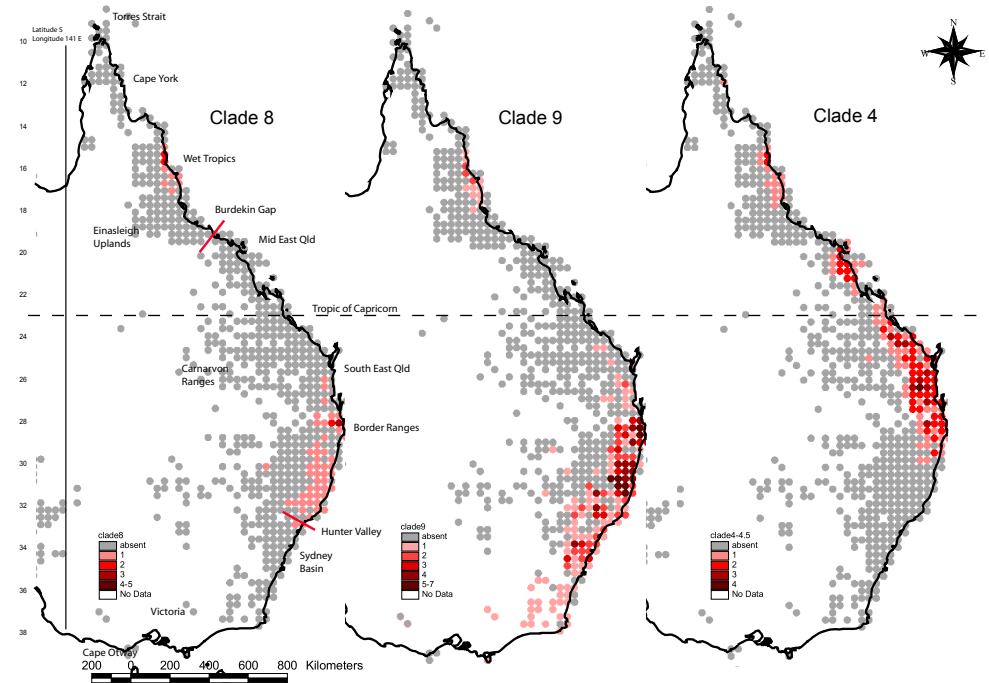 Torres Strait
Latitude S
Longitude 141 E
N
W
E
S
10
12
14
16
18
20
22
24
26
28
30
32
34
36
38
Cape York
Clade 8
Clade 9
Clade 4
Wet Tropics
Burdekin Gap
Einasleigh
Uplands
Mid East Qld
Tropic of Capricorn
Carnarvon
Ranges
South East Qld
Border Ranges
Hunter Valley
Sydney
Basin
Victoria
Cape Otway
clade8
absent
1
2
3
4-5
No Data
clade9
absent
1
2
3
4
5-7
No Data
clade4-4.5
absent
1
2
3
4
No Data
200 0 200 400 600 800 Kilometers